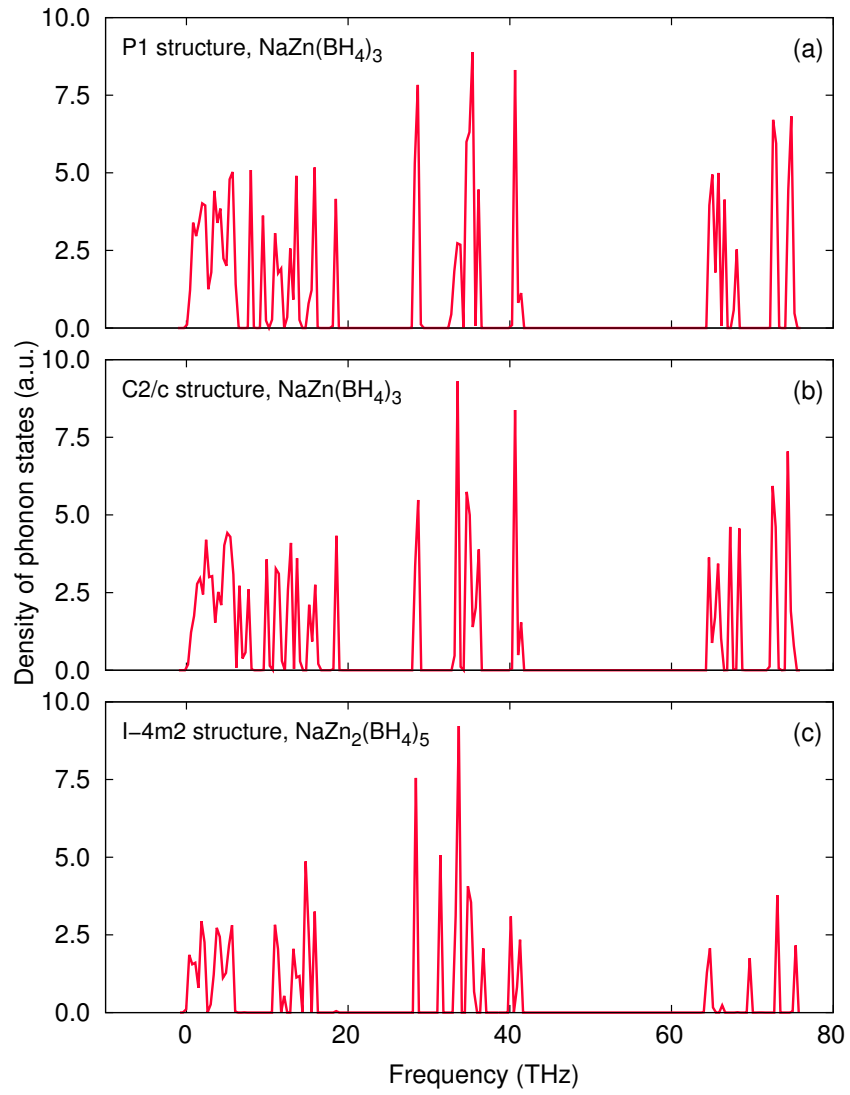 P1 structure, NaZn(BH₄)₃ (a)
10.0
7.5
5.0
2.5
0.0
C2/c structure, NaZn(BH₄)₃ (b)
10.0
7.5
5.0
2.5
0.0
I−4m2 structure, NaZn₂(BH₄)₅ (c)
10.0
7.5
5.0
2.5
0.0
Density of phonon states (a.u.)
0 20 40 60 80
Frequency (THz)